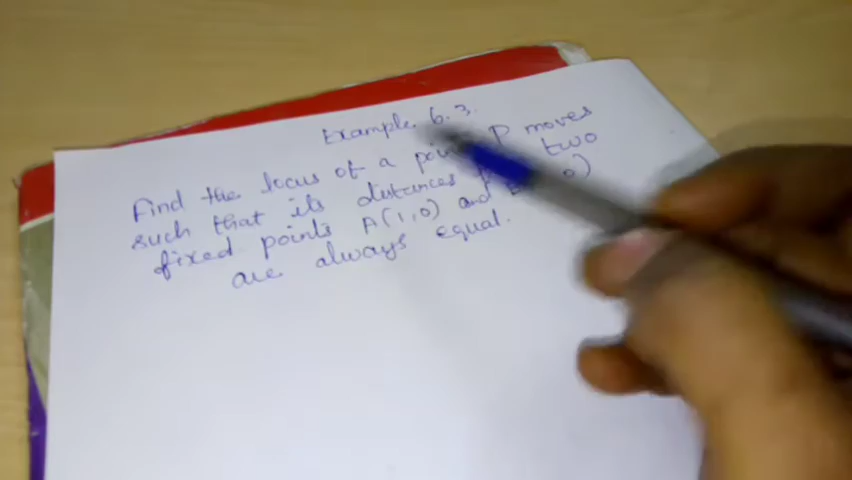 Example 6.3.
Find the locus of a point P moves
such that its distances two
fixed points A(1,0) and 0)
are always equal.